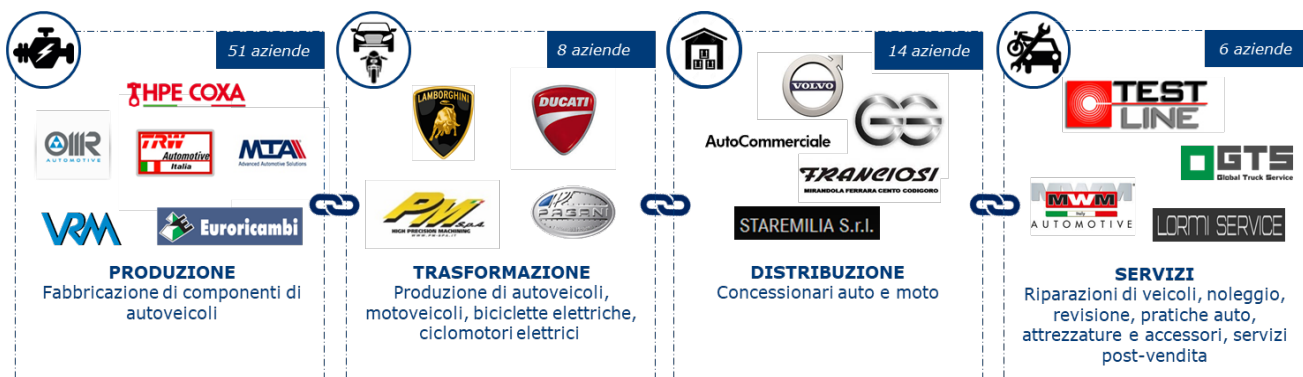 51 aziende
HPE COXA
OMR
AUTOMOTIVE
TRW
Automotive
Italia
MTA
Advanced Automotive Solutions
VRM
Euroricambi
PRODUZIONE
Fabbricazione di componenti di
autoveicoli
8 aziende
LAMBORGHINI
DUCATI
PM S.p.a.
HIGH PRECISION MACHINING
WWW.PM-SPA.IT
PAGANI
TRASFORMAZIONE
Produzione di autoveicoli,
motoveicoli, biciclette elettriche,
ciclomotori elettrici
14 aziende
VOLVO
AutoCommerciale
FRANCIOSI
MIRANDOLA FERRARA CENTO CODIGORO
STAREMILIA S.r.l.
DISTRIBUZIONE
Concessionari auto e moto
6 aziende
TEST
LINE
GTS
Global Truck Service
MWM
Italy
AUTOMOTIVE
LORMI SERVICE
SERVIZI
Riparazioni di veicoli, noleggio,
revisione, pratiche auto,
attrezzature e accessori, servizi
post-vendita